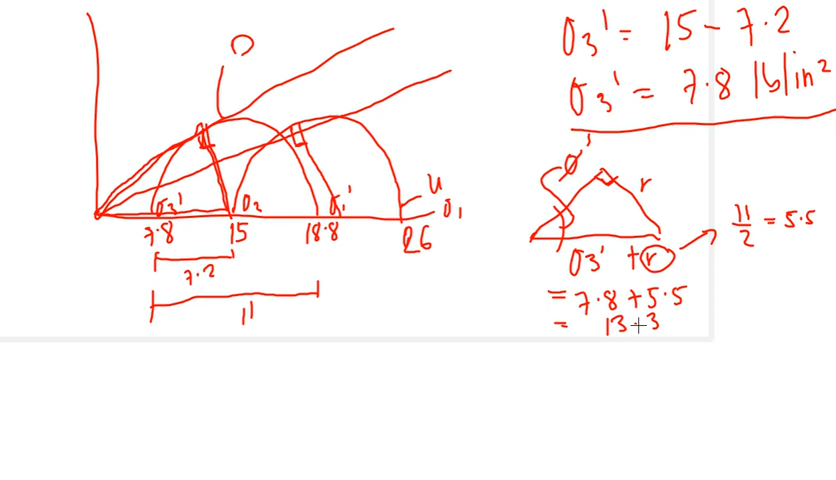 σ3' = 15 - 7.2
σ3' = 7.8 lb/in²
D
σ3'
σ3
σ1'
u
σ1
7.8
15
18.8
26
7.2
11
Ø'
r
σ3' + r
11/2 = 5.5
= 7.8 + 5.5
= 13.3